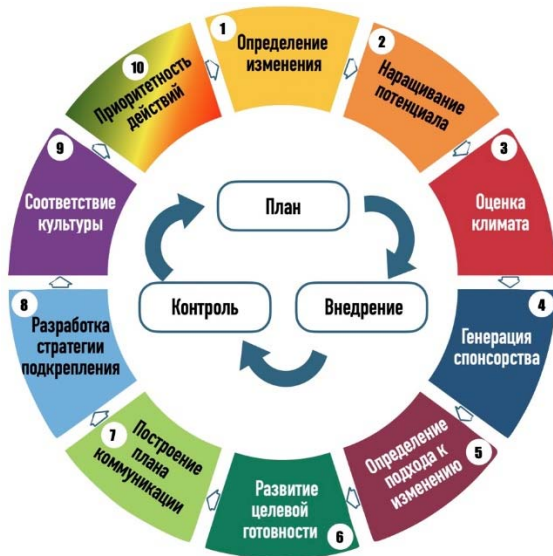 1
Определение
изменения
2
Наращивание
потенциала
3
Оценка
климата
4
Генерация
спонсорства
5
Определение
подхода к
изменению
6
Развитие
целевой
готовности
7
Построение
плана
коммуникации
8
Разработка
стратегии
подкрепления
9
Соответствие
культуры
10
Приоритетность
действий
План
Внедрение
Контроль